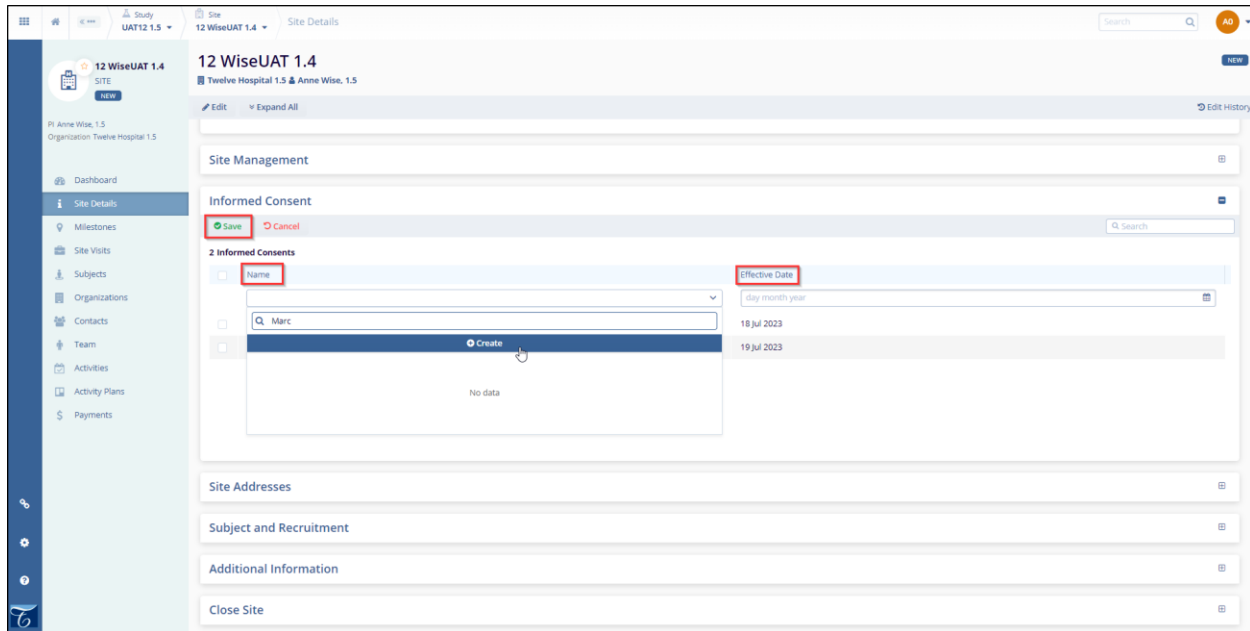 Study
UAT12 1.5
Site
12 WiseUAT 1.4
Site Details
Search
AO
12 WiseUAT 1.4
SITE
NEW
PI Anne Wise, 1.5
Organization Twelve Hospital 1.5
Dashboard
Site Details
Milestones
Site Visits
Subjects
Organizations
Contacts
Team
Activities
Activity Plans
Payments
12 WiseUAT 1.4
NEW
Twelve Hospital 1.5 Anne Wise, 1.5
Edit Expand All Edit History
Site Management
Informed Consent
Save Cancel Search
2 Informed Consents
Name Effective Date
day month year
Marc 18 Jul 2023
Create 19 Jul 2023
No data
Site Addresses
Subject and Recruitment
Additional Information
Close Site